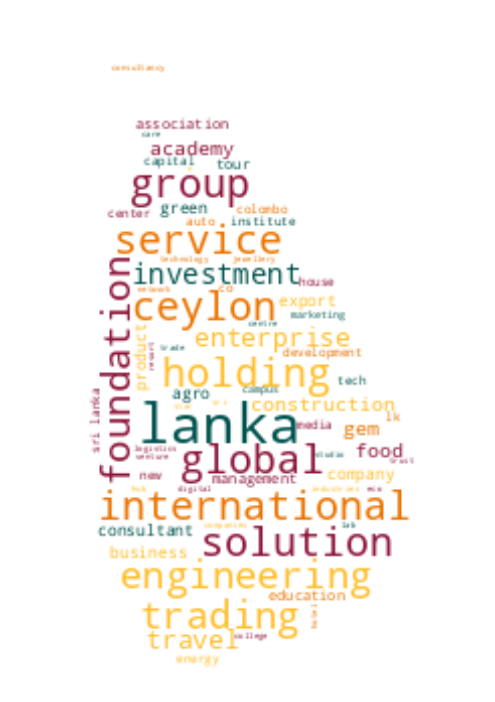 consultancy
association
care
academy
capital
tour
group
center
green
colombo
auto
institute
service
technology
jewellery
foundation
investment
house
network
co
ceylon
export
marketing
centre
enterprise
product
resort
trade
development
holding
tech
agro
campus
sri lanka
construction
lanka
lk
media
gem
logistics
venture
global
studio
food
trust
new
management
company
hub
digital
industries
eco
international
consultant
companies
lab
solution
business
engineering
education
trading
travel
college
energy